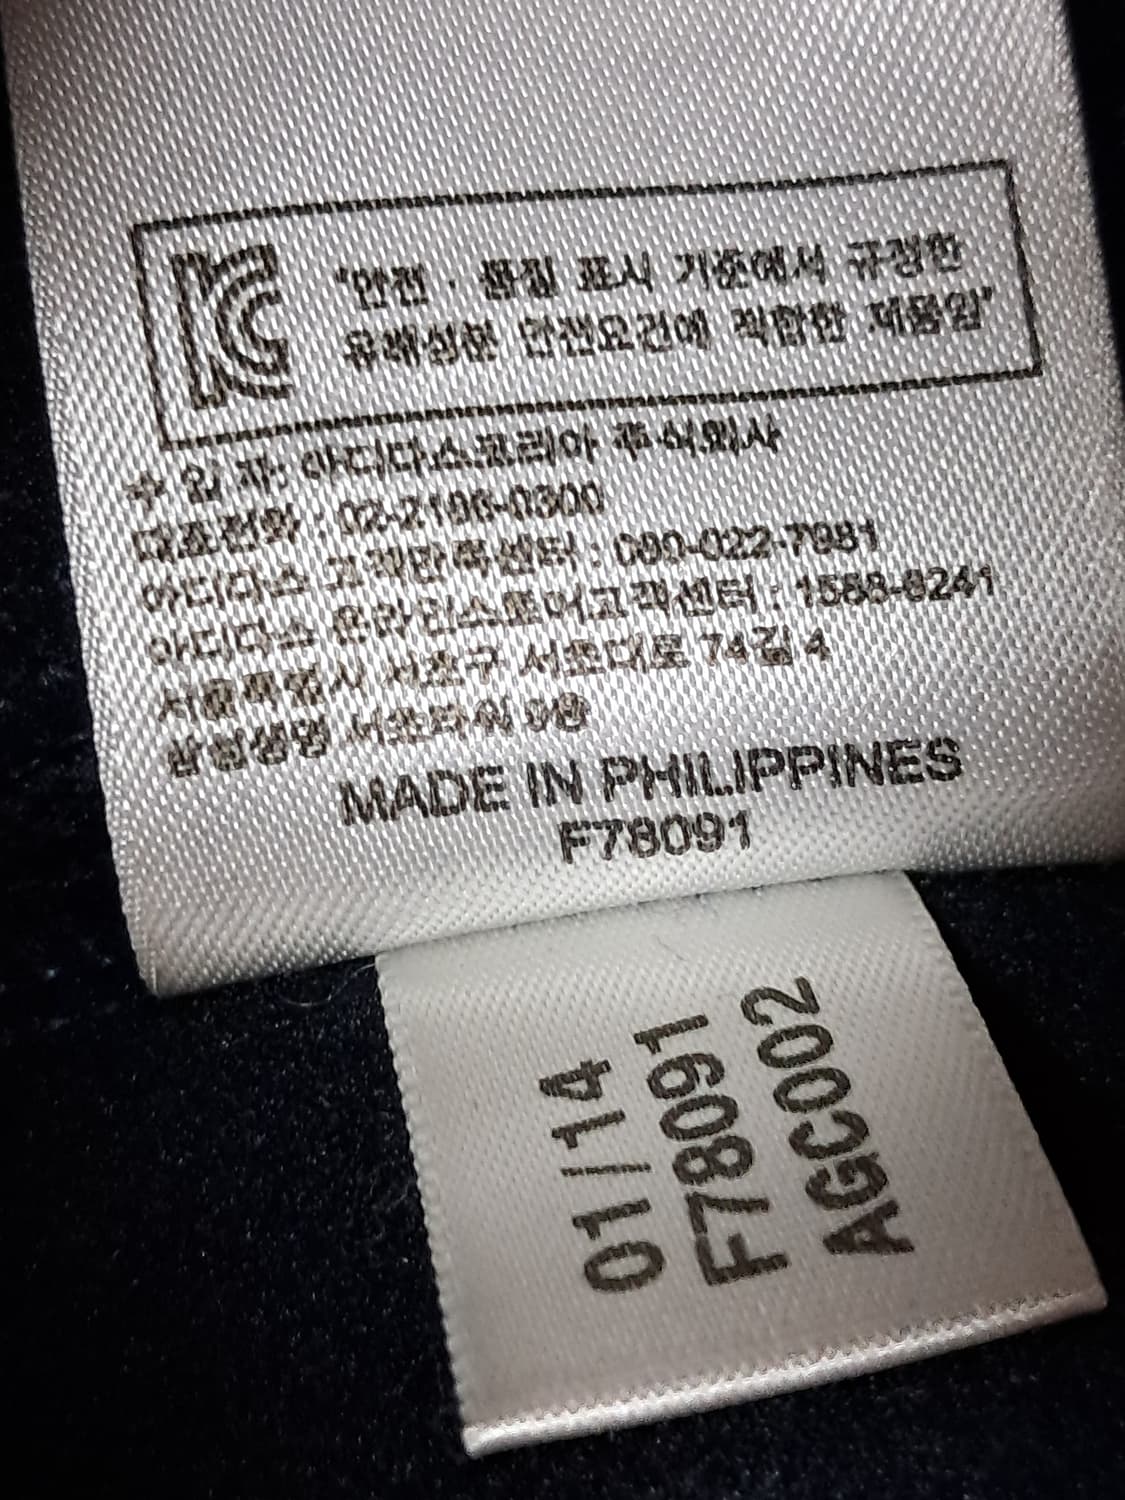 KC
"안전 · 품질 표시 기준에서 규정한
유해성분 안전요건에 적합한 제품임"
수 입 자: 아디다스코리아 주식회사
대표전화 : 02-2186-0300
아디다스 고객만족센터 : 080-022-7981
아디다스 온라인스토어고객센터 : 1588-8241
서울특별시 서초구 서초대로 74길 4
삼성생명 서초타워 9층
MADE IN PHILIPPINES
F78091
01/14
F78091
AGC002